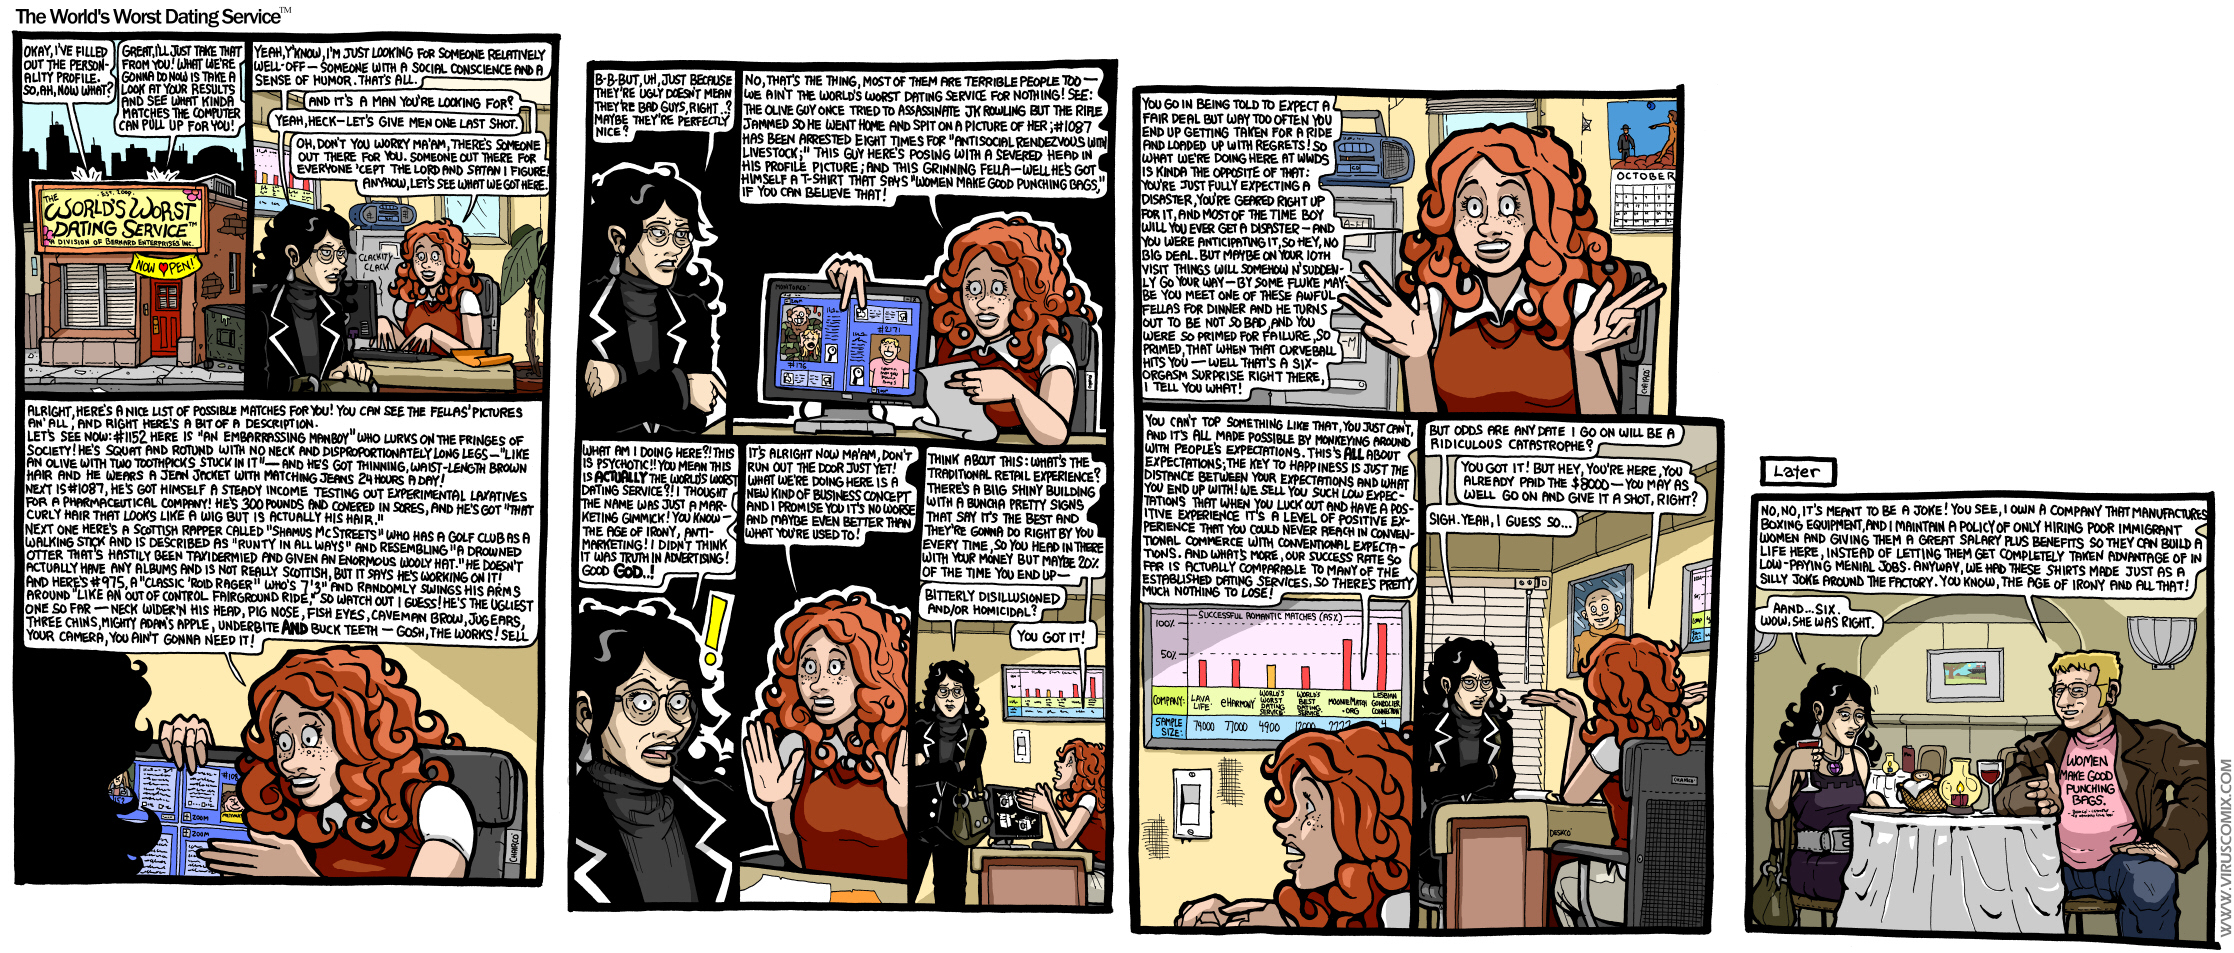 The World's Worst Dating Service™
OKAY, I'VE FILLED
OUT THE PERSON-
ALITY PROFILE.
SO, AH, NOW WHAT?
GREAT, I'LL JUST TAKE THAT
FROM YOU! WHAT WE'RE
GONNA DO NOW IS TAKE A
LOOK AT YOUR RESULTS
AND SEE WHAT KINDA
MATCHES THE COMPUTER
CAN PULL UP FOR YOU!
EST. 2009
THE
WORLD'S WORST
DATING SERVICE™
A DIVISION OF BERNARD ENTERPRISES INC.
NOW OPEN!
YEAH, Y'KNOW, I'M JUST LOOKING FOR SOMEONE RELATIVELY
WELL-OFF — SOMEONE WITH A SOCIAL CONSCIENCE AND A
SENSE OF HUMOR. THAT'S ALL.
AND IT'S A MAN YOU'RE LOOKING FOR?
YEAH, HECK — LET'S GIVE MEN ONE LAST SHOT.
OH, DON'T YOU WORRY MA'AM, THERE'S SOMEONE
OUT THERE FOR YOU. SOMEONE OUT THERE FOR
EVERYONE 'CEPT THE LORD AND SATAN I FIGURE!
ANYHOW, LET'S SEE WHAT WE GOT HERE.
CLACKITY
CLACK
ALRIGHT, HERE'S A NICE LIST OF POSSIBLE MATCHES FOR YOU! YOU CAN SEE THE FELLAS' PICTURES
AN' ALL, AND RIGHT HERE'S A BIT OF A DESCRIPTION.
LET'S SEE NOW: #1152 HERE IS "AN EMBARRASSING MANBOY" WHO LURKS ON THE FRINGES OF
SOCIETY! HE'S SQUAT AND ROTUND WITH NO NECK AND DISPROPORTIONATELY LONG LEGS — "LIKE
AN OLIVE WITH TWO TOOTHPICKS STUCK IN IT" — AND HE'S GOT THINNING, WAIST-LENGTH BROWN
HAIR AND HE WEARS A JEAN JACKET WITH MATCHING JEANS 24 HOURS A DAY!
NEXT IS #1087, HE'S GOT HIMSELF A STEADY INCOME TESTING OUT EXPERIMENTAL LAXATIVES
FOR A PHARMACEUTICAL COMPANY! HE'S 300 POUNDS AND COVERED IN SORES, AND HE'S GOT "THAT
CURLY HAIR THAT LOOKS LIKE A WIG BUT IS ACTUALLY HIS HAIR."
NEXT ONE HERE'S A SCOTTISH RAPPER CALLED "SHAMUS MCSTREETS" WHO HAS A GOLF CLUB AS A
WALKING STICK AND IS DESCRIBED AS "RUNTY IN ALL WAYS" AND RESEMBLING "A DROWNED
OTTER THAT'S HASTILY BEEN TAXIDERMIED AND GIVEN AN ENORMOUS WOOLY HAT." HE DOESN'T
ACTUALLY HAVE ANY ALBUMS AND IS NOT REALLY SCOTTISH, BUT IT SAYS HE'S WORKING ON IT!
AND HERE'S #975, A "CLASSIC 'ROID RAGER" WHO'S 7'3" AND RANDOMLY SWINGS HIS ARMS
AROUND "LIKE AN OUT OF CONTROL FAIRGROUND RIDE," SO WATCH OUT I GUESS! HE'S THE UGLIEST
ONE SO FAR — NECK WIDER'N HIS HEAD, PIG NOSE, FISH EYES, CAVEMAN BROW, JUG EARS,
THREE CHINS, MIGHTY ADAM'S APPLE, UNDERBITE AND BUCK TEETH — GOSH, THE WORKS! SELL
YOUR CAMERA, YOU AIN'T GONNA NEED IT!
ZOOM
ZOOM
CHAIRCO
B-B-BUT, UH, JUST BECAUSE
THEY'RE UGLY DOESN'T MEAN
THEY'RE BAD GUYS, RIGHT..?
MAYBE THEY'RE PERFECTLY
NICE?
NO, THAT'S THE THING, MOST OF THEM ARE TERRIBLE PEOPLE TOO —
WE AIN'T THE WORLD'S WORST DATING SERVICE FOR NOTHING! SEE:
THE OLIVE GUY ONCE TRIED TO ASSASSINATE JK ROWLING BUT THE RIFLE
JAMMED SO HE WENT HOME AND SPIT ON A PICTURE OF HER; #1087
HAS BEEN ARRESTED EIGHT TIMES FOR "ANTISOCIAL RENDEZVOUS WITH
LIVESTOCK;" THIS GUY HERE'S POSING WITH A SEVERED HEAD IN
HIS PROFILE PICTURE; AND THIS GRINNING FELLA — WELL HE'S GOT
HIMSELF A T-SHIRT THAT SAYS "WOMEN MAKE GOOD PUNCHING BAGS,"
IF YOU CAN BELIEVE THAT!
MONITORCO
#2171
#176
WHAT AM I DOING HERE?! THIS
IS PSYCHOTIC!! YOU MEAN THIS
IS ACTUALLY THE WORLD'S WORST
DATING SERVICE?! I THOUGHT
THE NAME WAS JUST A MAR-
KETING GIMMICK! YOU KNOW —
THE AGE OF IRONY, ANTI-
MARKETING! I DIDN'T THINK
IT WAS TRUTH IN ADVERTISING!
GOOD GOD..!
!
IT'S ALRIGHT NOW MA'AM, DON'T
RUN OUT THE DOOR JUST YET!
WHAT WE'RE DOING HERE IS A
NEW KIND OF BUSINESS CONCEPT
AND I PROMISE YOU IT'S NO WORSE
AND MAYBE EVEN BETTER THAN
WHAT YOU'RE USED TO!
THINK ABOUT THIS: WHAT'S THE
TRADITIONAL RETAIL EXPERIENCE?
THERE'S A BIIG SHINY BUILDING
WITH A BUNCHA PRETTY SIGNS
THAT SAY IT'S THE BEST AND
THEY'RE GONNA DO RIGHT BY YOU
EVERY TIME, SO YOU HEAD IN THERE
WITH YOUR MONEY BUT MAYBE 20%
OF THE TIME YOU END UP —
BITTERLY DISILLUSIONED
AND/OR HOMICIDAL?
YOU GOT IT!
YOU GO IN BEING TOLD TO EXPECT A
FAIR DEAL BUT WAY TOO OFTEN YOU
END UP GETTING TAKEN FOR A RIDE
AND LOADED UP WITH REGRETS! SO
WHAT WE'RE DOING HERE AT WWDS
IS KINDA THE OPPOSITE OF THAT:
YOU'RE JUST FULLY EXPECTING A
DISASTER, YOU'RE GEARED RIGHT UP
FOR IT, AND MOST OF THE TIME BOY
WILL YOU EVER GET A DISASTER — AND
YOU WERE ANTICIPATING IT, SO HEY, NO
BIG DEAL. BUT MAYBE ON YOUR 10TH
VISIT THINGS WILL SOMEHOW N' SUDDEN-
LY GO YOUR WAY — BY SOME FLUKE MAY-
BE YOU MEET ONE OF THESE AWFUL
FELLAS FOR DINNER AND HE TURNS
OUT TO BE NOT SO BAD, AND YOU
WERE SO PRIMED FOR FAILURE, SO
PRIMED, THAT WHEN THAT CURVEBALL
HITS YOU — WELL THAT'S A SIX-
ORGASM SURPRISE RIGHT THERE,
I TELL YOU WHAT!
OCTOBER
CHAIRCO
YOU CAN'T TOP SOMETHING LIKE THAT, YOU JUST CAN'T,
AND IT'S ALL MADE POSSIBLE BY MONKEYING AROUND
WITH PEOPLE'S EXPECTATIONS. THIS'S ALL ABOUT
EXPECTATIONS; THE KEY TO HAPPINESS IS JUST THE
DISTANCE BETWEEN YOUR EXPECTATIONS AND WHAT
YOU END UP WITH! WE SELL YOU SUCH LOW EXPEC-
TATIONS THAT WHEN YOU LUCK OUT AND HAVE A POS-
ITIVE EXPERIENCE IT'S A LEVEL OF POSITIVE EX-
PERIENCE THAT YOU COULD NEVER REACH IN CONVEN-
TIONAL COMMERCE WITH CONVENTIONAL EXPECTA-
TIONS. AND WHAT'S MORE, OUR SUCCESS RATE SO
FAR IS ACTUALLY COMPARABLE TO MANY OF THE
ESTABLISHED DATING SERVICES. SO THERE'S PRETTY
MUCH NOTHING TO LOSE!
SUCCESSFUL ROMANTIC MATCHES (AS %)
100%
50%
COMPANY: LAVA LIFE eHARMONY WORLD'S WORST DATING SERVICE WORLD'S BEST DATING SERVICE MOONIEMATCH.ORG LESBIAN GONDOLIER CONNECTION
SAMPLE SIZE: 79000 77000 4900 12000 4
BUT ODDS ARE ANY DATE I GO ON WILL BE A
RIDICULOUS CATASTROPHE?
YOU GOT IT! BUT HEY, YOU'RE HERE, YOU
ALREADY PAID THE $8000 — YOU MAY AS
WELL GO ON AND GIVE IT A SHOT, RIGHT?
SIGH. YEAH, I GUESS SO...
DESKCO
CHAIRCO
Later
NO, NO, IT'S MEANT TO BE A JOKE! YOU SEE, I OWN A COMPANY THAT MANUFACTURES
BOXING EQUIPMENT, AND I MAINTAIN A POLICY OF ONLY HIRING POOR IMMIGRANT
WOMEN AND GIVING THEM A GREAT SALARY PLUS BENEFITS SO THEY CAN BUILD A
LIFE HERE, INSTEAD OF LETTING THEM GET COMPLETELY TAKEN ADVANTAGE OF IN
LOW-PAYING MENIAL JOBS. ANYWAY, WE HAD THESE SHIRTS MADE JUST AS A
SILLY JOKE AROUND THE FACTORY. YOU KNOW, THE AGE OF IRONY AND ALL THAT!
AAND... SIX.
WOW, SHE WAS RIGHT.
WOMEN
MAKE GOOD
PUNCHING
BAGS.
WWW.VIRUSCOMIX.COM